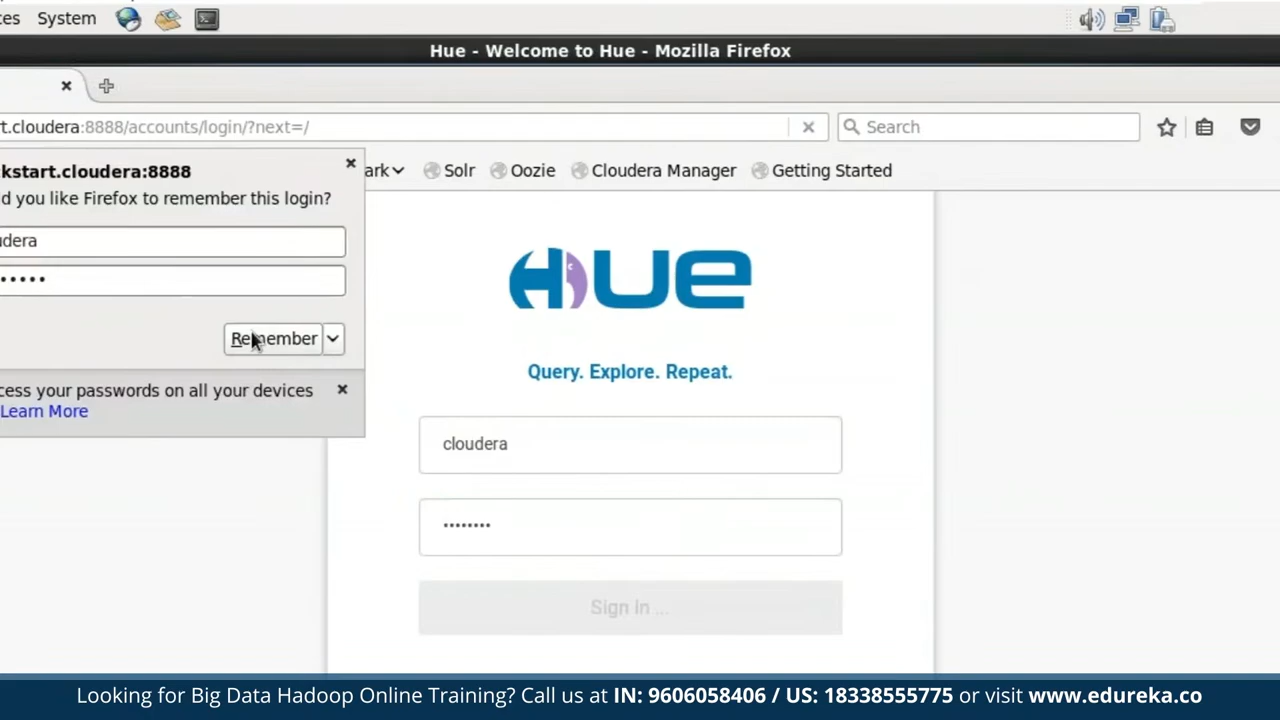 ces System
Hue - Welcome to Hue - Mozilla Firefox
t.cloudera:8888/accounts/login/?next=/
Search
ark Solr Oozie Cloudera Manager Getting Started
kstart.cloudera:8888
d you like Firefox to remember this login?
udera
•••••
Remember
cess your passwords on all your devices
Learn More
HUE
Query. Explore. Repeat.
cloudera
••••••••
Sign In ...
Looking for Big Data Hadoop Online Training? Call us at IN: 9606058406 / US: 18338555775 or visit www.edureka.co